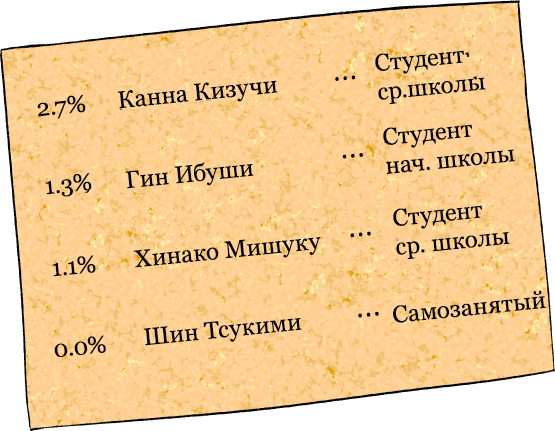 2.7% Канна Кизучи ... Студент
ср.школы
1.3% Гин Ибуши ... Студент
нач. школы
1.1% Хинако Мишуку ... Студент
ср. школы
0.0% Шин Тсукими ... Самозанятый